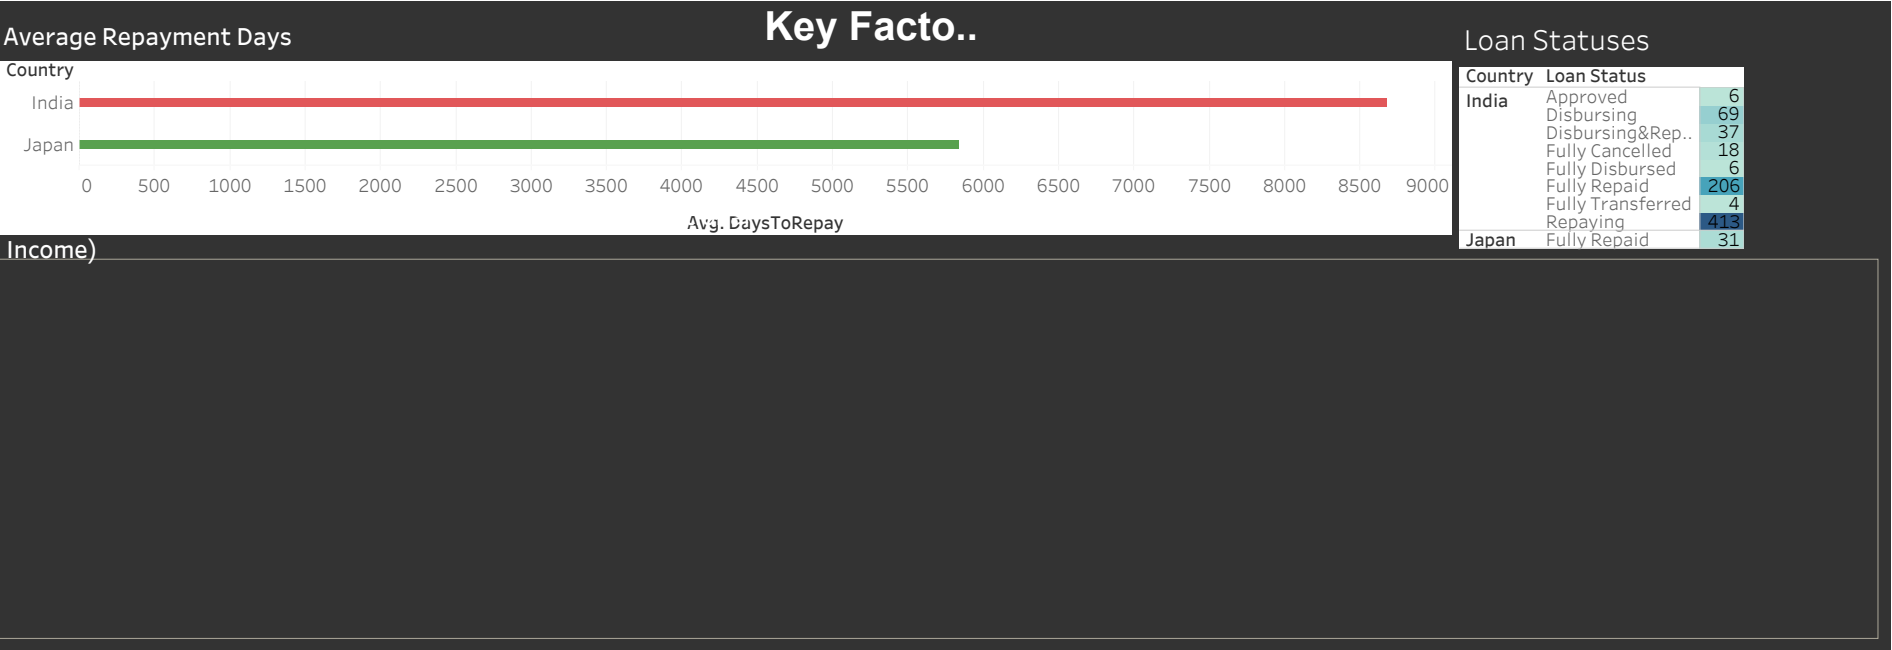 Key Facto..
Average Repayment Days
Country
India
Japan
0 500 1000 1500 2000 2500 3000 3500 4000 4500 5000 5500 6000 6500 7000 7500 8000 8500 9000
Avg. DaysToRepay
Loan Statuses
Country Loan Status
India Approved 6
Disbursing 69
Disbursing&Rep.. 37
Fully Cancelled 18
Fully Disbursed 6
Fully Repaid 206
Fully Transferred 4
Repaying 413
Japan Fully Repaid 31
Income)